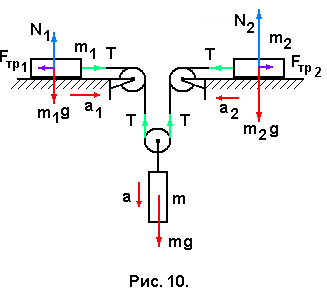 N₁ N₂
Fтр₁ m₁ T T m₂ Fтр₂
m₁g a₁ a₂ m₂g
T T
a m
mg
Рис. 10.